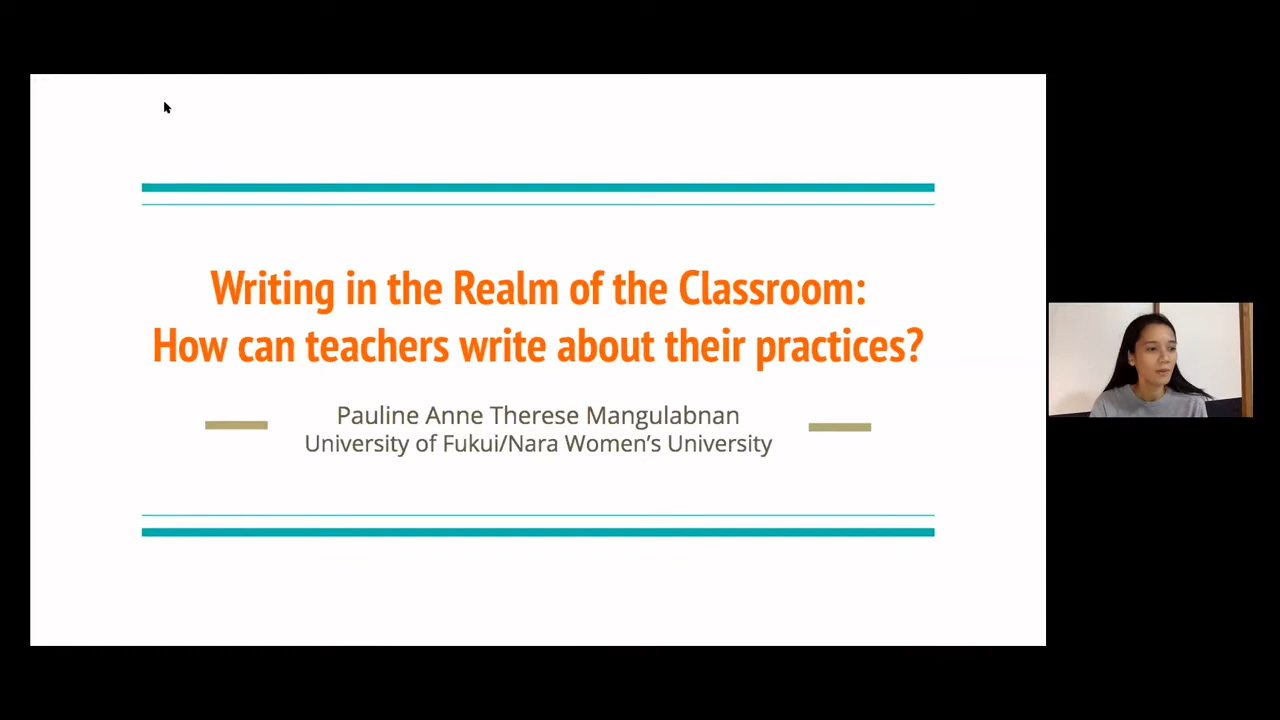 Writing in the Realm of the Classroom:
How can teachers write about their practices?
Pauline Anne Therese Mangulabnan
University of Fukui/Nara Women's University